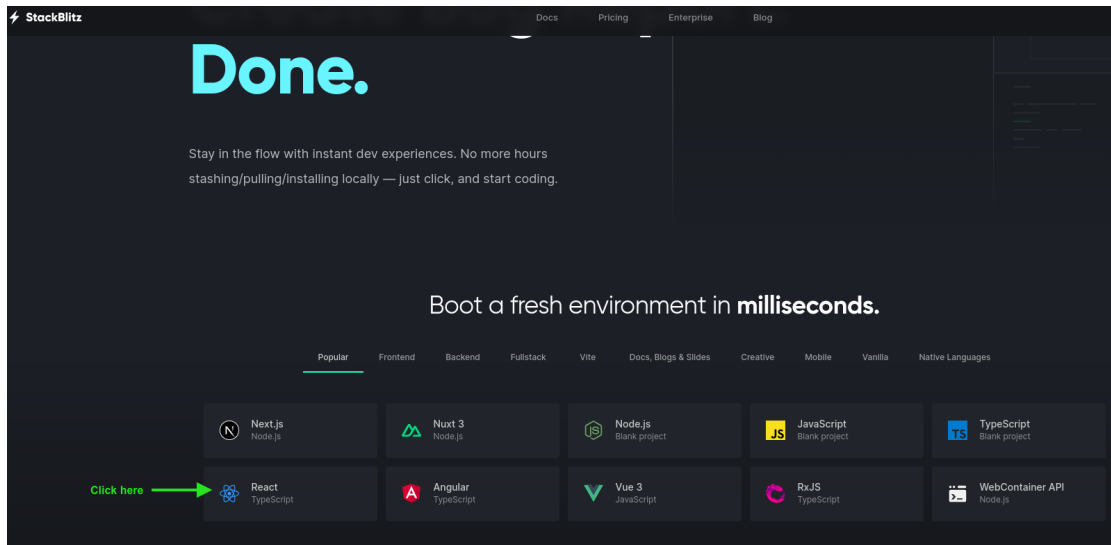 StackBlitz
Docs
Pricing
Enterprise
Blog
Done.
Stay in the flow with instant dev experiences. No more hours
stashing/pulling/installing locally — just click, and start coding.
Boot a fresh environment in milliseconds.
Popular
Frontend
Backend
Fullstack
Vite
Docs, Blogs & Slides
Creative
Mobile
Vanilla
Native Languages
N
Next.js
Node.js
Nuxt 3
Node.js
JS
Node.js
Blank project
JS
JavaScript
Blank project
TS
TypeScript
Blank project
Click here
React
TypeScript
A
Angular
TypeScript
Vue 3
JavaScript
RxJS
TypeScript
WebContainer API
Node.js